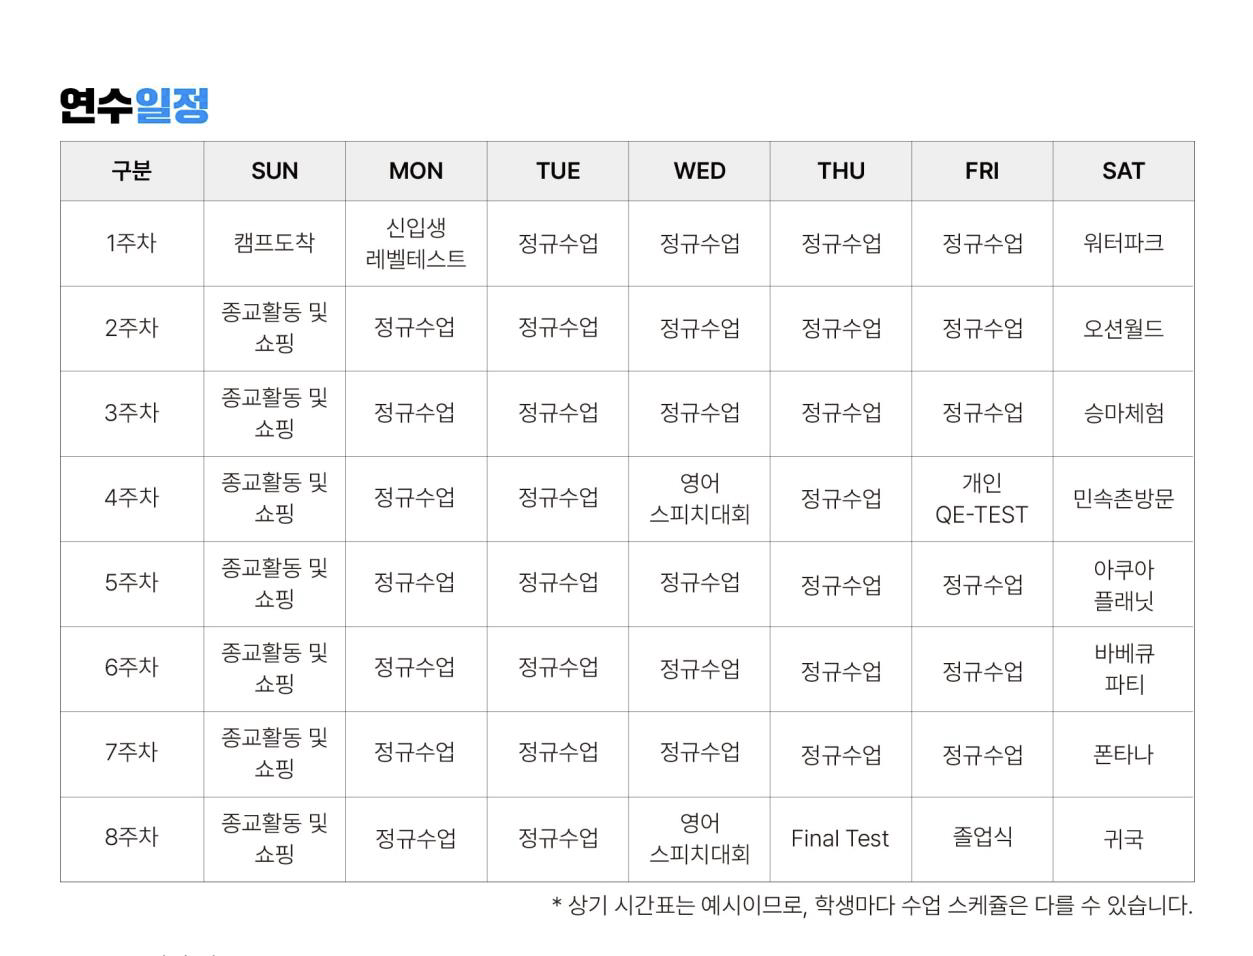 연수일정
구분 SUN MON TUE WED THU FRI SAT
1주차 캠프도착 신입생 레벨테스트 정규수업 정규수업 정규수업 정규수업 워터파크
2주차 종교활동 및 쇼핑 정규수업 정규수업 정규수업 정규수업 정규수업 오션월드
3주차 종교활동 및 쇼핑 정규수업 정규수업 정규수업 정규수업 정규수업 승마체험
4주차 종교활동 및 쇼핑 정규수업 정규수업 영어 스피치대회 정규수업 개인 QE-TEST 민속촌방문
5주차 종교활동 및 쇼핑 정규수업 정규수업 정규수업 정규수업 정규수업 아쿠아 플래닛
6주차 종교활동 및 쇼핑 정규수업 정규수업 정규수업 정규수업 정규수업 바베큐 파티
7주차 종교활동 및 쇼핑 정규수업 정규수업 정규수업 정규수업 정규수업 폰타나
8주차 종교활동 및 쇼핑 정규수업 정규수업 영어 스피치대회 Final Test 졸업식 귀국
* 상기 시간표는 예시이므로, 학생마다 수업 스케쥴은 다를 수 있습니다.